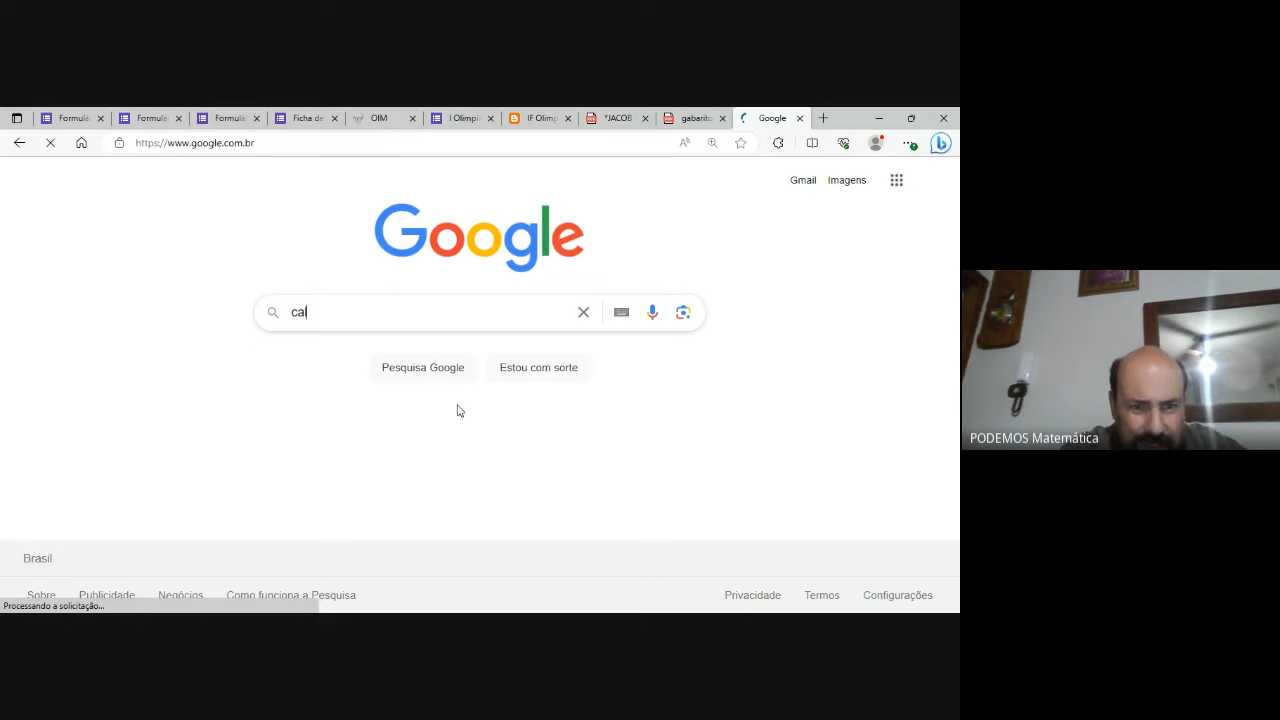 Formulá
Formulá
Formulá
Ficha de
OIM
I Olimpí
IF Olimp
*JACOB
gabarito
Google
https://www.google.com.br
Gmail
Imagens
Google
cal
Pesquisa Google
Estou com sorte
PODEMOS Matemática
Brasil
Sobre
Publicidade
Negócios
Como funciona a Pesquisa
Privacidade
Termos
Configurações
Processando a solicitação...